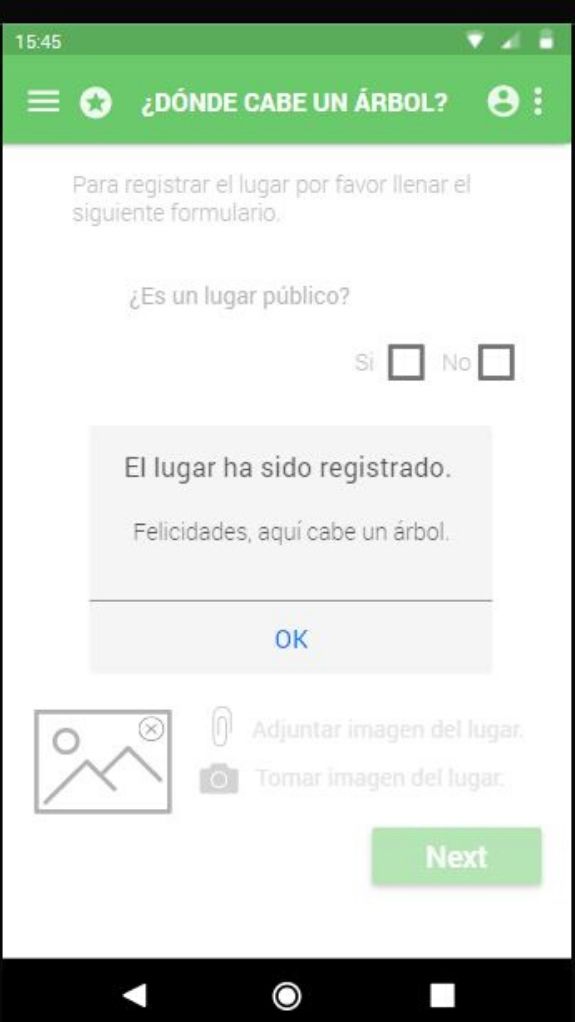 15:45
¿DÓNDE CABE UN ÁRBOL?
Para registrar el lugar por favor llenar el
siguiente formulario.
¿Es un lugar público?
Si No
El lugar ha sido registrado.
Felicidades, aquí cabe un árbol.
OK
Adjuntar imagen del lugar.
Tomar imagen del lugar.
Next